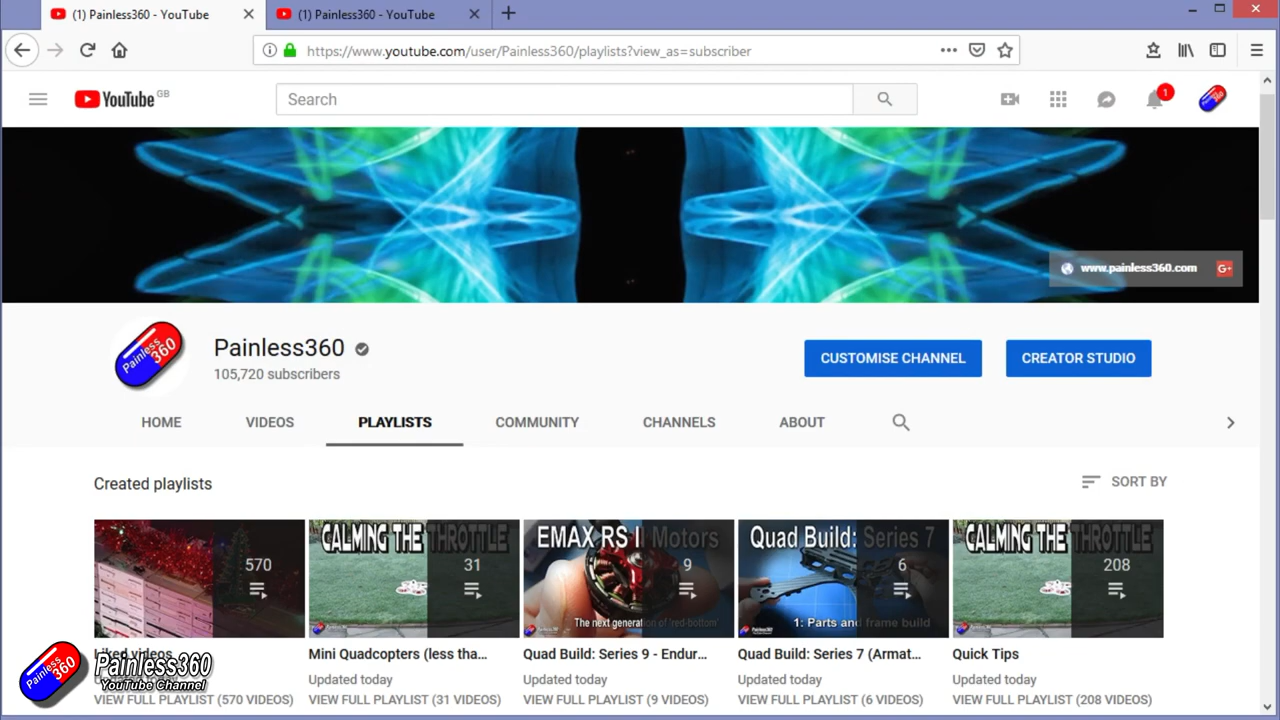 (1) Painless360 - YouTube
(1) Painless360 - YouTube
https://www.youtube.com/user/Painless360/playlists?view_as=subscriber
YouTube GB
Search
1
www.painless360.com
G+
Painless 360
Painless360
105,720 subscribers
CUSTOMISE CHANNEL
CREATOR STUDIO
HOME
VIDEOS
PLAYLISTS
COMMUNITY
CHANNELS
ABOUT
Created playlists
SORT BY
570
CALMING THE THROTTLE
31
EMAX RS II Motors
9
The next generation of 'red-bottom'
Quad Build: Series 7
6
1: Parts and frame build
CALMING THE THROTTLE
208
Liked videos
Mini Quadcopters (less tha...
Quad Build: Series 9 - Endur...
Quad Build: Series 7 (Armat...
Quick Tips
Updated today
Updated today
Updated today
Updated today
VIEW FULL PLAYLIST (570 VIDEOS)
VIEW FULL PLAYLIST (31 VIDEOS)
VIEW FULL PLAYLIST (9 VIDEOS)
VIEW FULL PLAYLIST (6 VIDEOS)
VIEW FULL PLAYLIST (208 VIDEOS)
Painless 360
Painless360
YouTube Channel